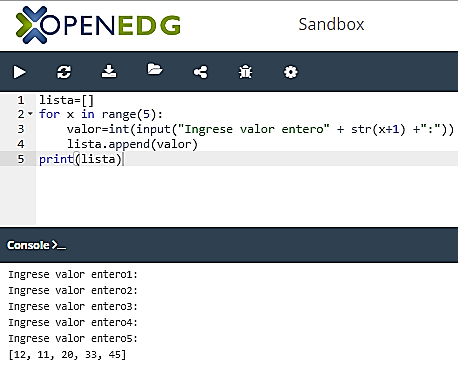 OPENEDG
Sandbox
1 lista=[]
2 for x in range(5):
3     valor=int(input("Ingrese valor entero" + str(x+1) +":"))
4     lista.append(valor)
5 print(lista)
Console >_
Ingrese valor entero1:
Ingrese valor entero2:
Ingrese valor entero3:
Ingrese valor entero4:
Ingrese valor entero5:
[12, 11, 20, 33, 45]